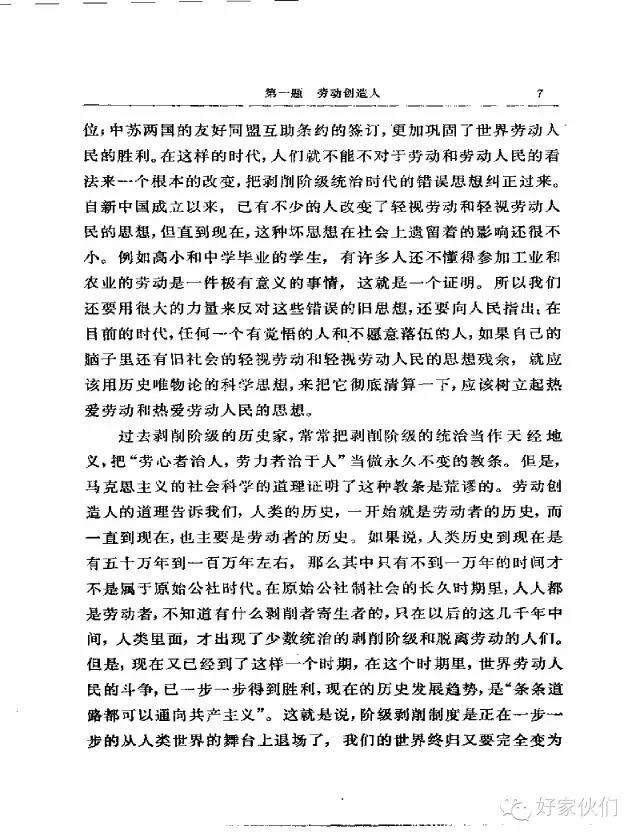 第一题 劳动创造人 7
位；中苏两国的友好同盟互助条约的签订，更加巩固了世界劳动人
民的胜利。在这样的时代，人们就不能不对于劳动和劳动人民的看
法来一个根本的改变，把剥削阶级统治时代的错误思想纠正过来。
自新中国成立以来，已有不少的人改变了轻视劳动和轻视劳动人
民的思想，但直到现在，这种坏思想在社会上遗留着的影响还很不
小。例如高小和中学毕业的学生，有许多人还不懂得参加工业和
农业的劳动是一件极有意义的事情，这就是一个证明。所以我们
还要用很大的力量来反对这些错误的旧思想，还要向人民指出：在
目前的时代，任何一个有觉悟的人和不愿意落伍的人，如果自己的
脑子里还有旧社会的轻视劳动和轻视劳动人民的思想残余，就应
该用历史唯物论的科学思想，来把它彻底清算一下，应该树立起热
爱劳动和热爱劳动人民的思想。
过去剥削阶级的历史家，常常把剥削阶级的统治当作天经地
义，把“劳心者治人，劳力者治于人”当做永久不变的教条。但是，
马克思主义的社会科学的道理证明了这种教条是荒谬的。劳动创
造人的道理告诉我们，人类的历史，一开始就是劳动者的历史，而
一直到现在，也主要是劳动者的历史。如果说，人类历史到现在是
有五十万年到一百万年左右，那么其中只有不到一万年的时间才
不是属于原始公社时代。在原始公社制社会的长久时期里，人人都
是劳动者，不知道有什么剥削者寄生者的，只在以后的这几千年中
间，人类里面，才出现了少数统治的剥削阶级和脱离劳动的人们。
但是，现在又已经到了这样一个时期，在这个时期里，世界劳动人
民的斗争，已一步一步得到胜利，现在的历史发展趋势，是“条条道
路都可以通向共产主义”。这就是说，阶级剥削制度是正在一步一
步的从人类世界的舞台上退场了，我们的世界终归又要完全变为
好家伙们